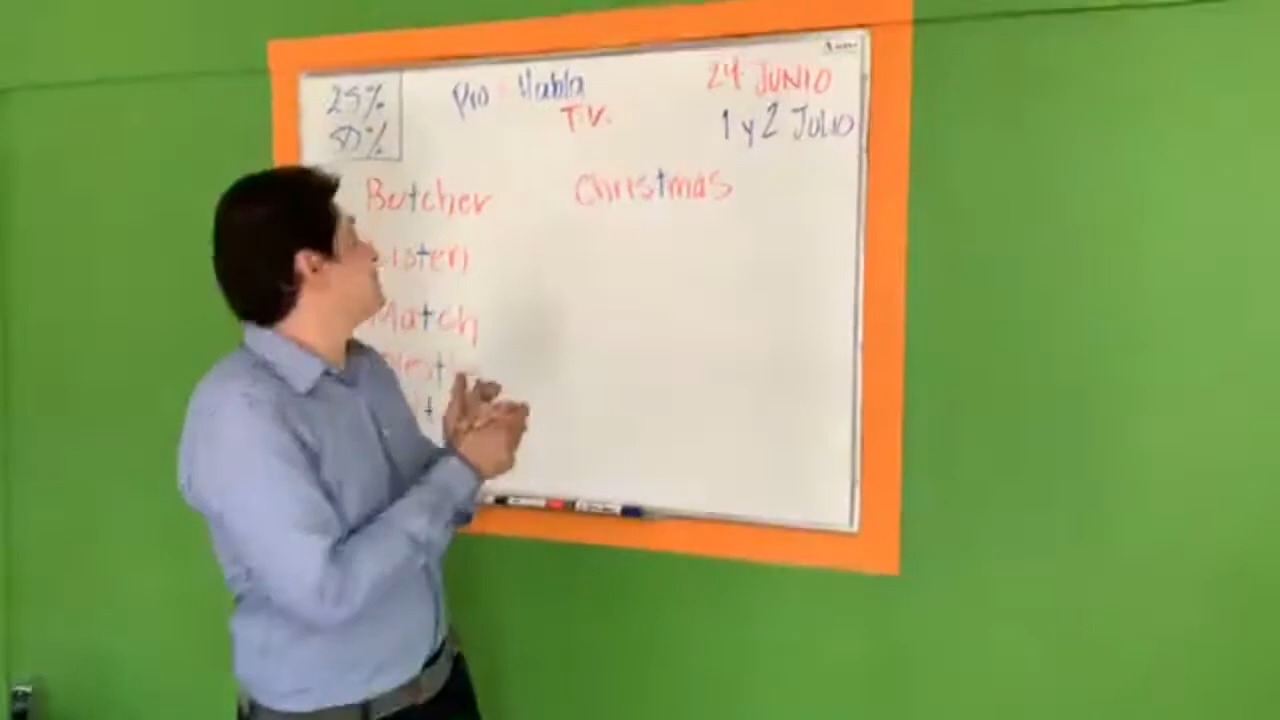 25%
50%
Pro - Habla
T.V.
24 JUNIO
1 y 2 JULIO
Butcher
Christmas
Listen
Match